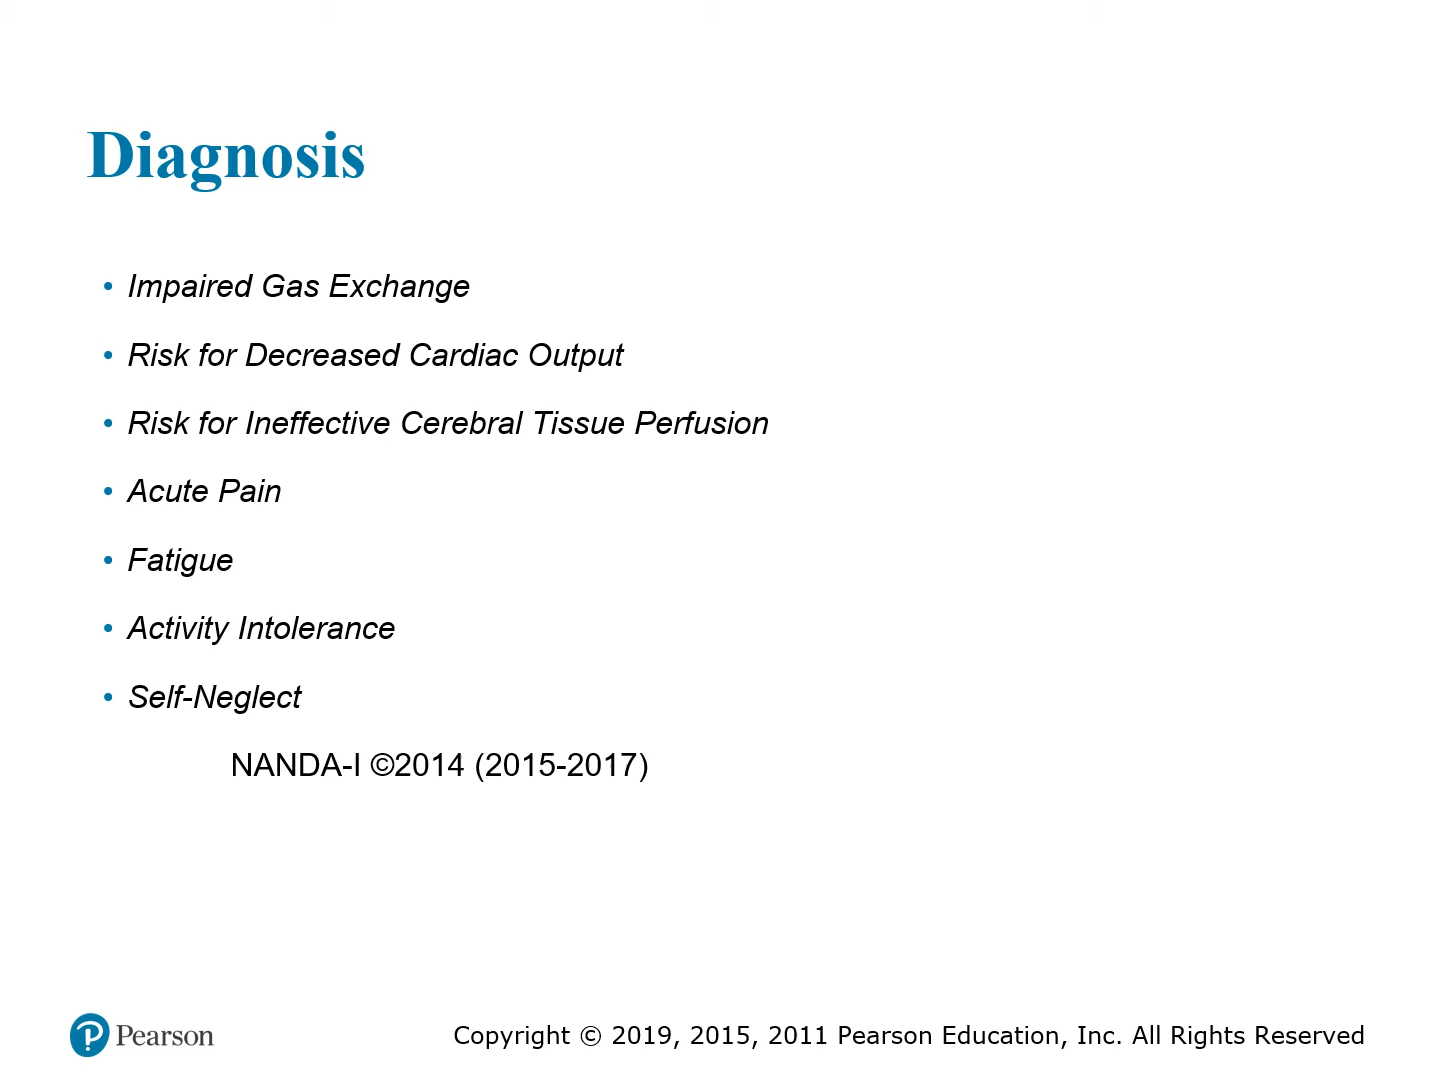 Diagnosis
• Impaired Gas Exchange
• Risk for Decreased Cardiac Output
• Risk for Ineffective Cerebral Tissue Perfusion
• Acute Pain
• Fatigue
• Activity Intolerance
• Self-Neglect
NANDA-I ©2014 (2015-2017)
Pearson
Copyright © 2019, 2015, 2011 Pearson Education, Inc. All Rights Reserved